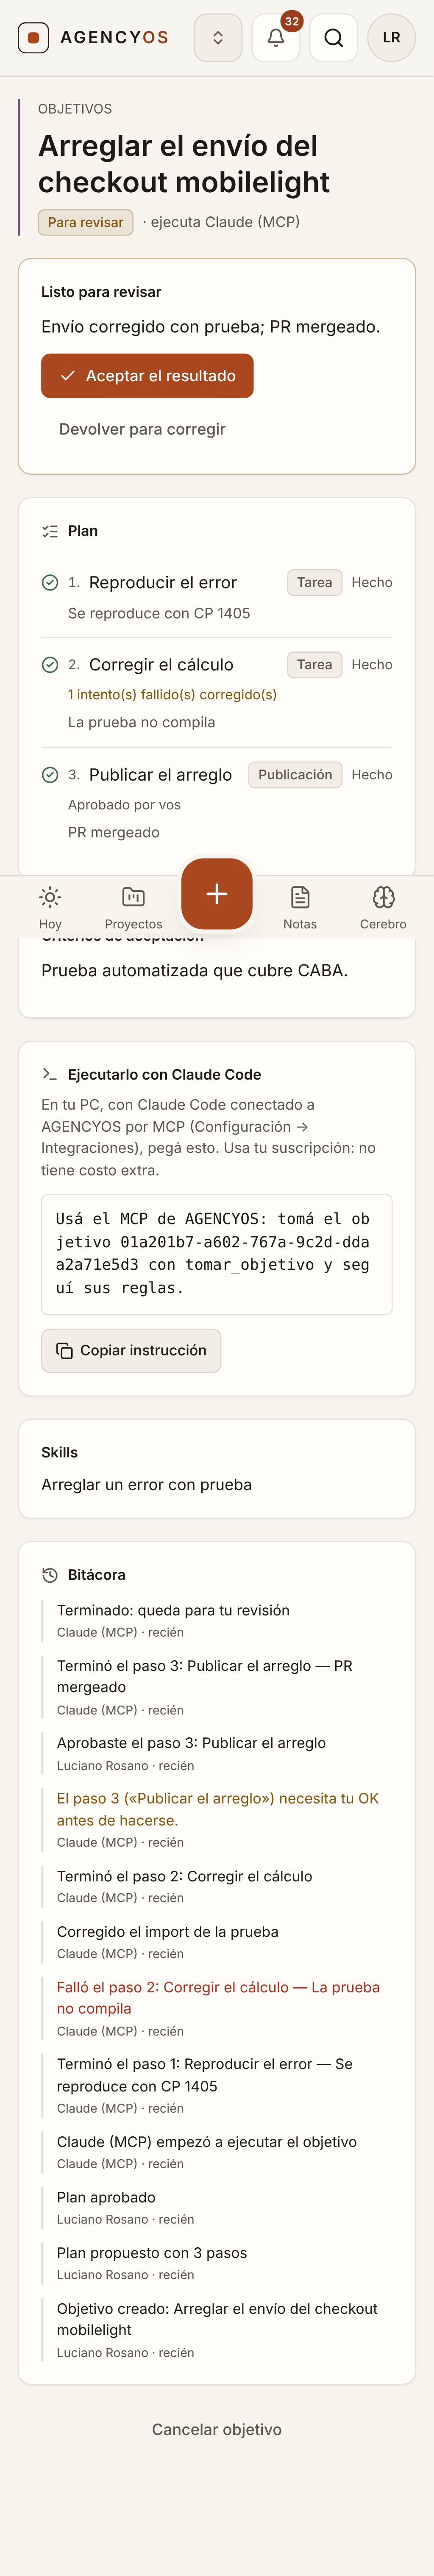 AGENCYOS
32
LR
OBJETIVOS
Arreglar el envío del
checkout mobilelight
Para revisar · ejecuta Claude (MCP)
Listo para revisar
Envío corregido con prueba; PR mergeado.
Aceptar el resultado
Devolver para corregir
Plan
1. Reproducir el error Tarea Hecho
Se reproduce con CP 1405
2. Corregir el cálculo Tarea Hecho
1 intento(s) fallido(s) corregido(s)
La prueba no compila
3. Publicar el arreglo Publicación Hecho
Aprobado por vos
PR mergeado
Hoy Proyectos Notas Cerebro
Criterios de aceptación
Prueba automatizada que cubre CABA.
Ejecutarlo con Claude Code
En tu PC, con Claude Code conectado a
AGENCYOS por MCP (Configuración →
Integraciones), pegá esto. Usa tu suscripción: no
tiene costo extra.
Usá el MCP de AGENCYOS: tomá el ob
jetivo 01a201b7-a602-767a-9c2d-dda
a2a71e5d3 con tomar_objetivo y seg
uí sus reglas.
Copiar instrucción
Skills
Arreglar un error con prueba
Bitácora
Terminado: queda para tu revisión
Claude (MCP) · recién
Terminó el paso 3: Publicar el arreglo — PR
mergeado
Claude (MCP) · recién
Aprobaste el paso 3: Publicar el arreglo
Luciano Rosano · recién
El paso 3 («Publicar el arreglo») necesita tu OK
antes de hacerse.
Claude (MCP) · recién
Terminó el paso 2: Corregir el cálculo
Claude (MCP) · recién
Corregido el import de la prueba
Claude (MCP) · recién
Falló el paso 2: Corregir el cálculo — La prueba
no compila
Claude (MCP) · recién
Terminó el paso 1: Reproducir el error — Se
reproduce con CP 1405
Claude (MCP) · recién
Claude (MCP) empezó a ejecutar el objetivo
Claude (MCP) · recién
Plan aprobado
Luciano Rosano · recién
Plan propuesto con 3 pasos
Luciano Rosano · recién
Objetivo creado: Arreglar el envío del checkout
mobilelight
Luciano Rosano · recién
Cancelar objetivo